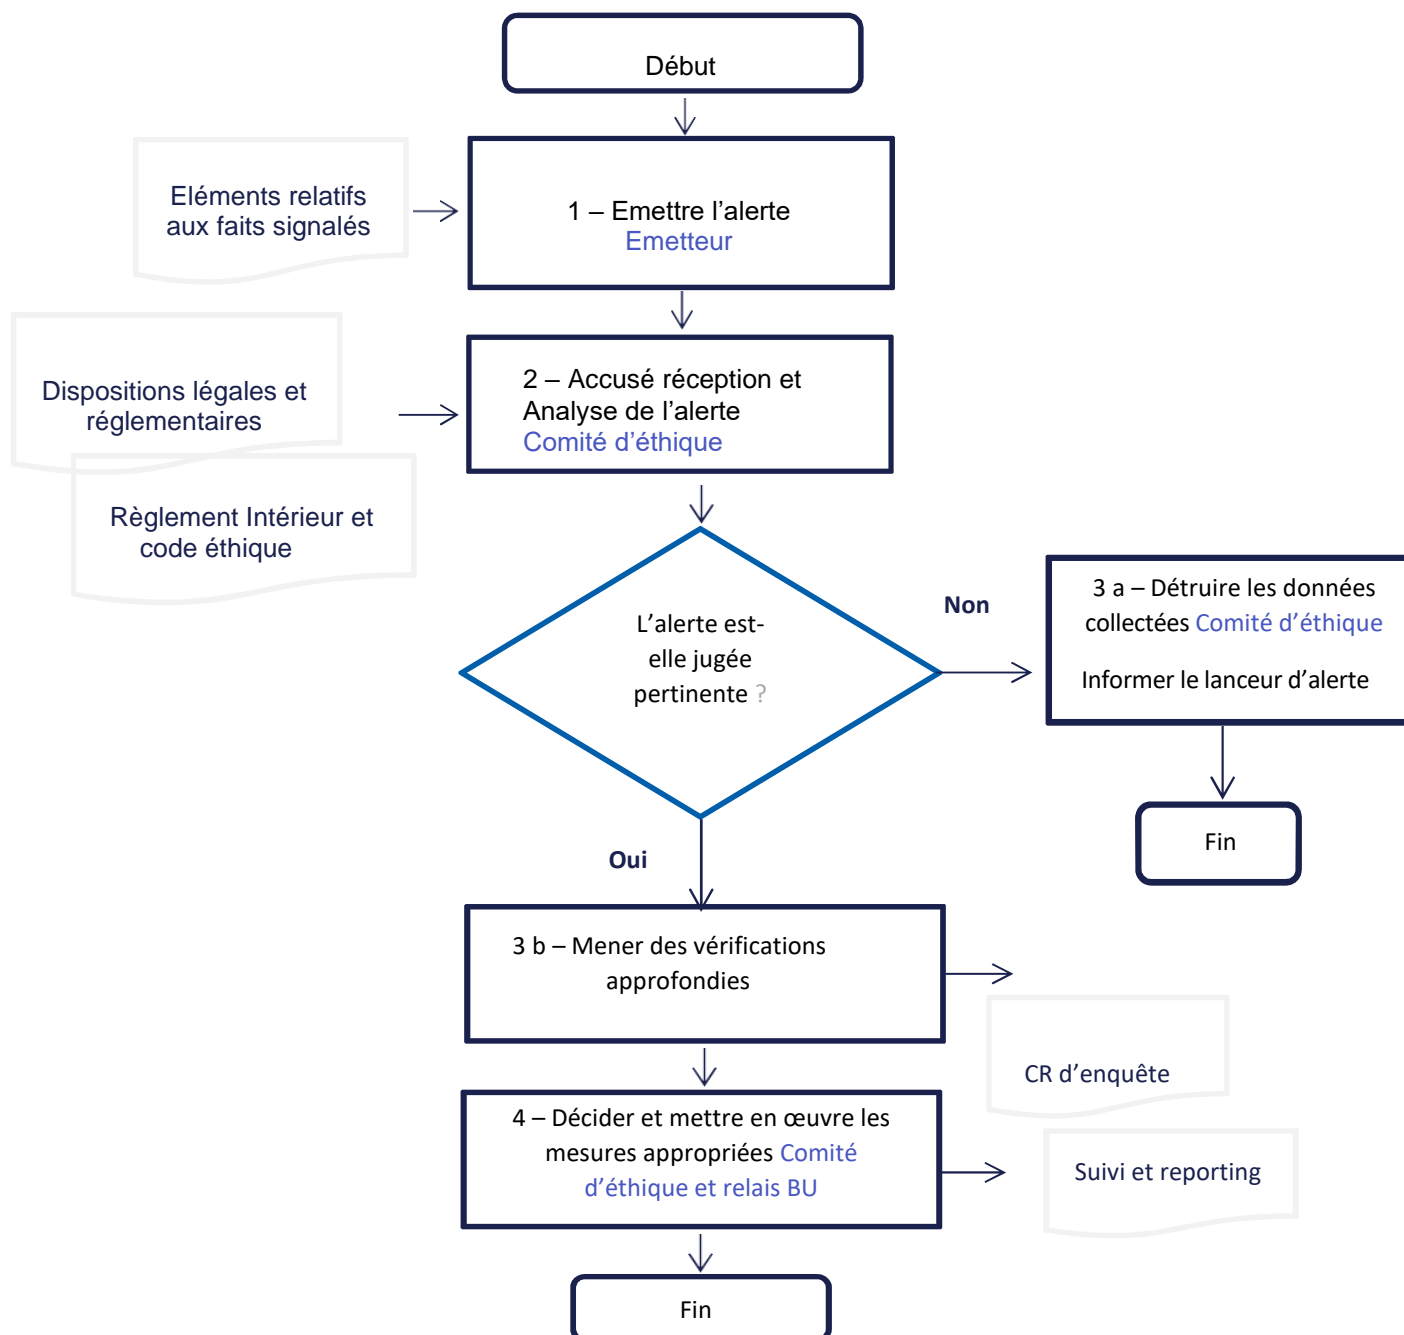 Début
Eléments relatifs
aux faits signalés
1 – Emettre l’alerte
Emetteur
Dispositions légales et
réglementaires
2 – Accusé réception et
Analyse de l’alerte
Comité d’éthique
Règlement Intérieur et
code éthique
L’alerte est-
elle jugée
pertinente ?
Non
3 a – Détruire les données
collectées Comité d’éthique
Informer le lanceur d’alerte
Fin
Oui
3 b – Mener des vérifications
approfondies
CR d’enquête
4 – Décider et mettre en œuvre les
mesures appropriées Comité
d’éthique et relais BU
Suivi et reporting
Fin